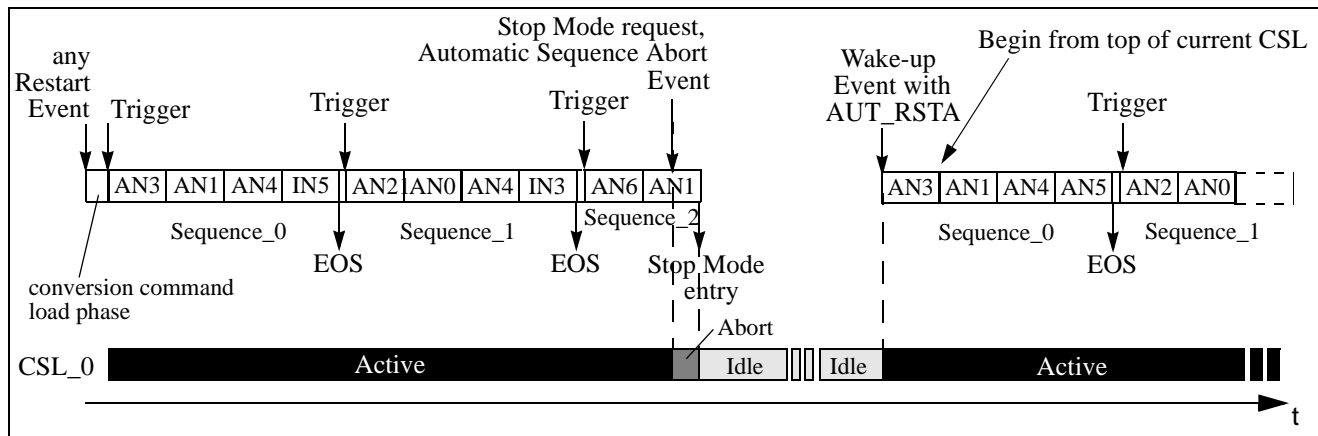 Stop Mode request,
Automatic Sequence Abort
Event
any
Restart
Event
Trigger
Trigger
Trigger
Wake-up
Event with
AUT_RSTA
Begin from top of current CSL
Trigger
AN3 AN1 AN4 IN5 AN21 AN0 AN4 IN3 AN6 AN1
AN3 AN1 AN4 AN5 AN2 AN0
Sequence_0
Sequence_1
Sequence_2
Sequence_0
Sequence_1
EOS
EOS
EOS
Stop Mode
entry
conversion command
load phase
Abort
CSL_0
Active
Idle
Idle
Active
t